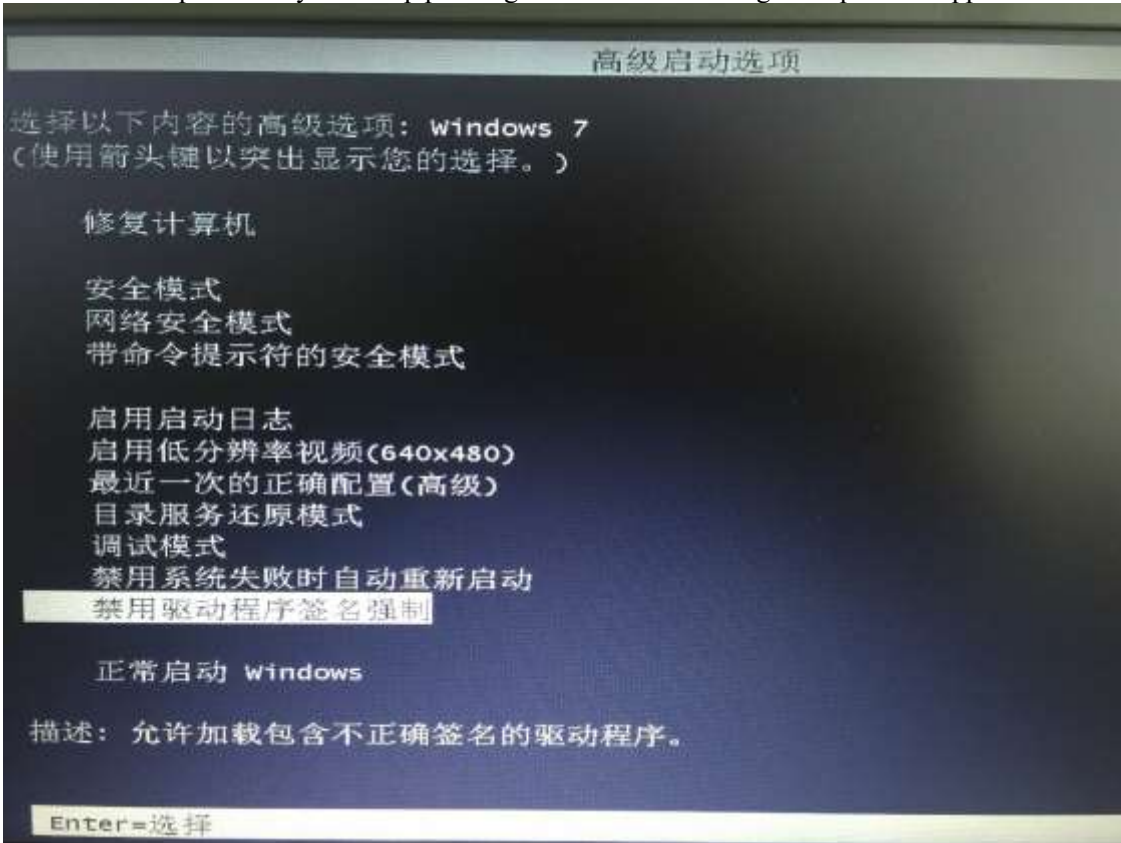 高级启动选项
选择以下内容的高级选项: Windows 7
(使用箭头键以突出显示您的选择。)
修复计算机
安全模式
网络安全模式
带命令提示符的安全模式
启用启动日志
启用低分辨率视频(640x480)
最近一次的正确配置(高级)
目录服务还原模式
调试模式
禁用系统失败时自动重新启动
禁用驱动程序签名强制
正常启动 Windows
描述: 允许加载包含不正确签名的驱动程序。
Enter=选择